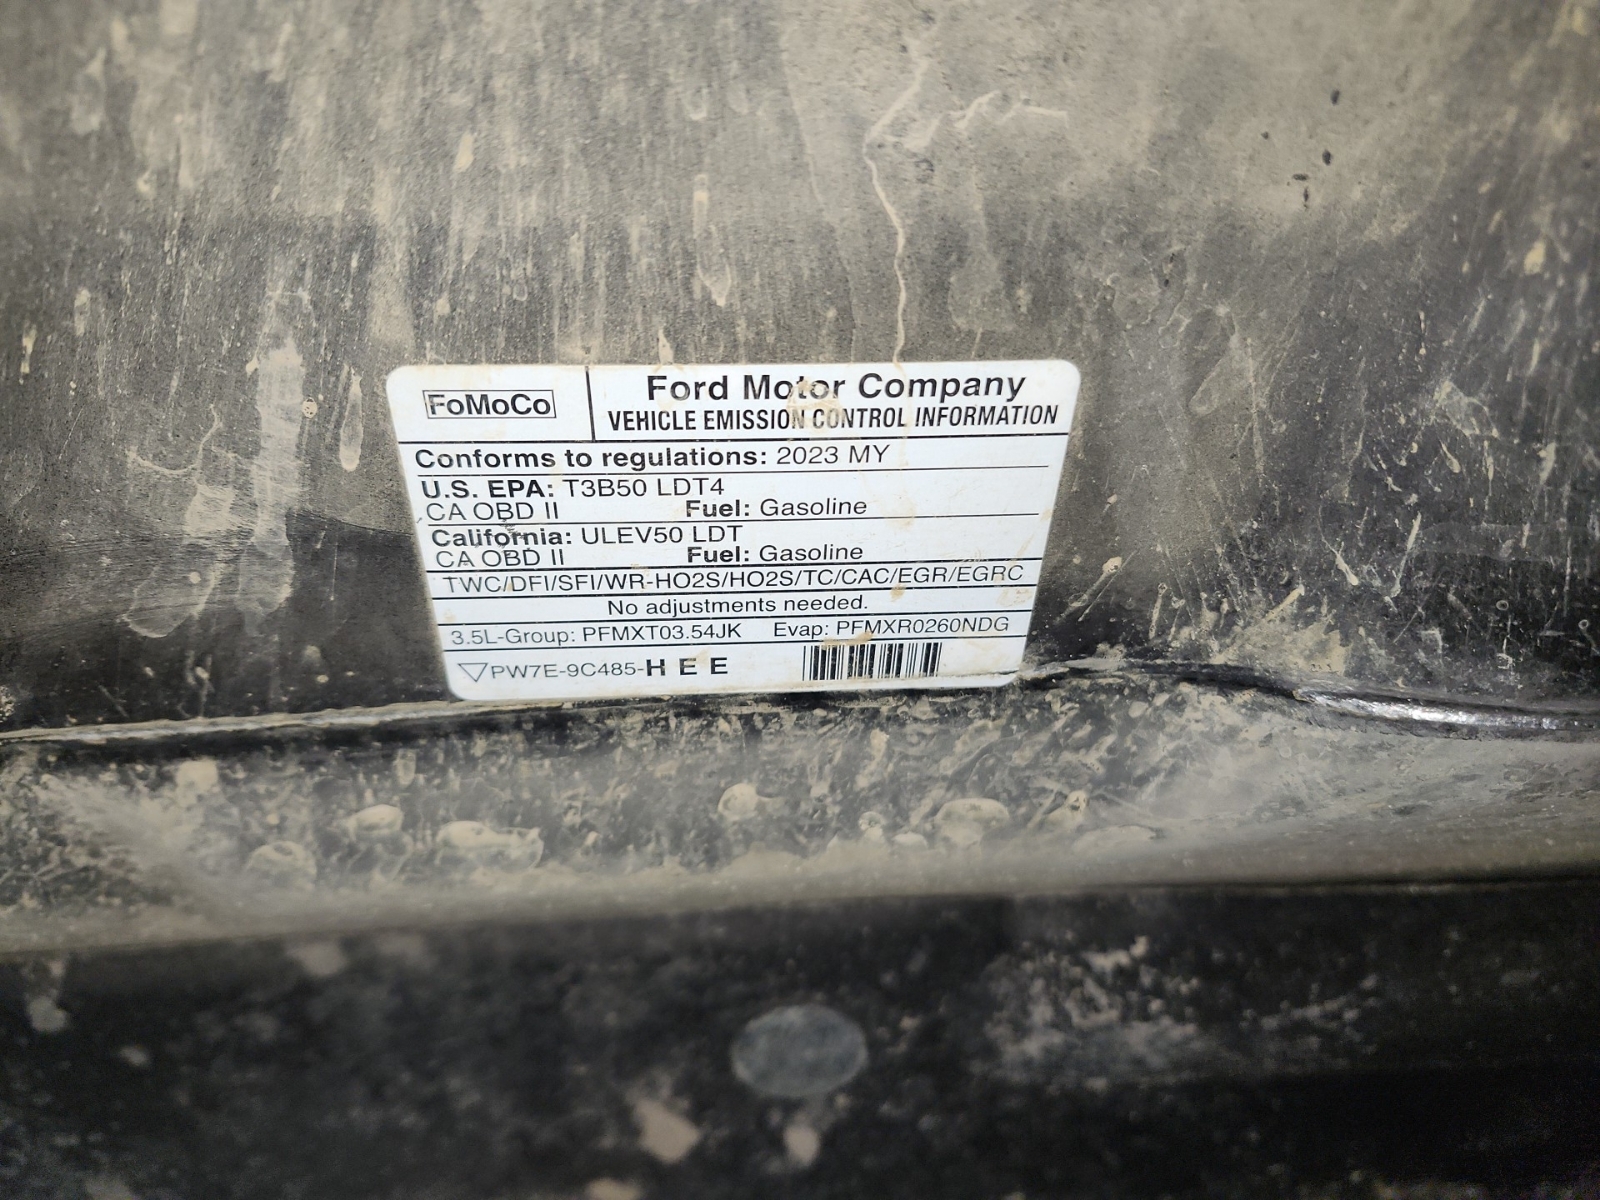 FoMoCo
Ford Motor Company
VEHICLE EMISSION CONTROL INFORMATION
Conforms to regulations: 2023 MY
U.S. EPA: T3B50 LDT4
CA OBD II Fuel: Gasoline
California: ULEV50 LDT
CA OBD II Fuel: Gasoline
TWC/DFI/SFI/WR-HO2S/HO2S/TC/CAC/EGR/EGRC
No adjustments needed.
3.5L-Group: PFMXT03.54JK Evap: PFMXR0260NDG
▽PW7E-9C485-HEE